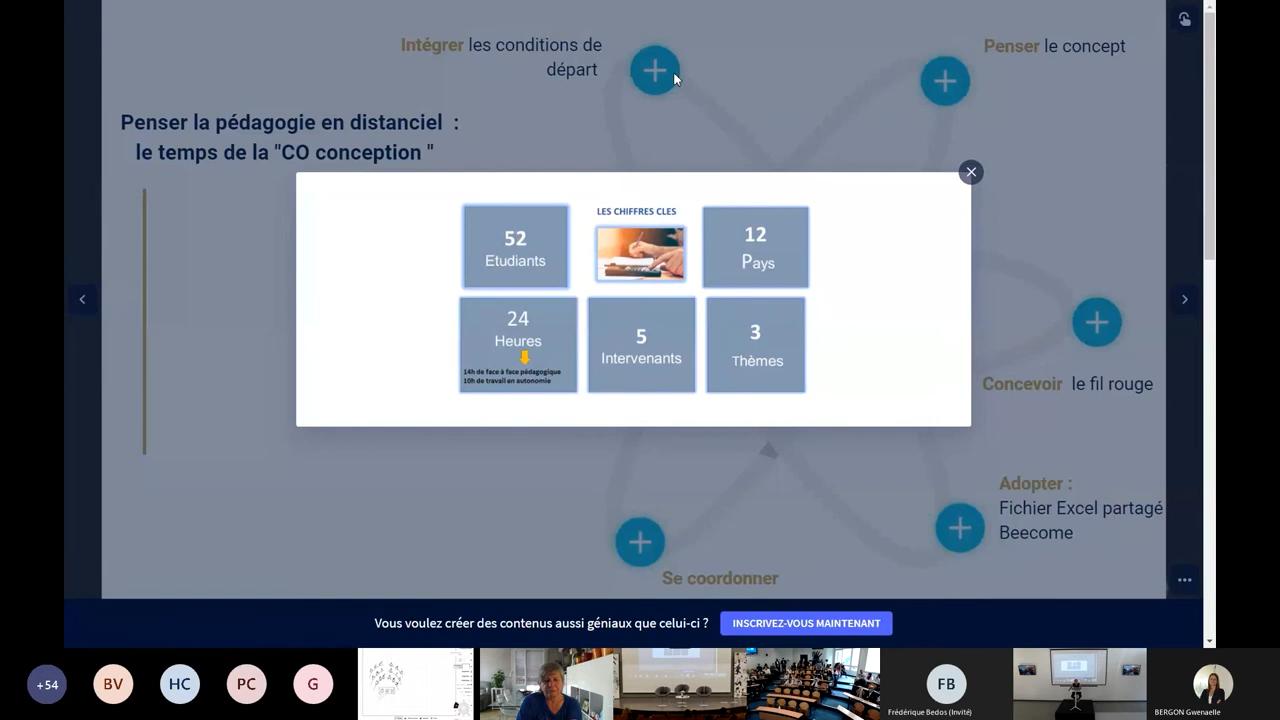 Intégrer les conditions de
départ
Penser le concept
Penser la pédagogie en distanciel :
le temps de la "CO conception "
LES CHIFFRES CLES
52
Etudiants
12
Pays
24
Heures
14h de face à face pédagogique
10h de travail en autonomie
5
Intervenants
3
Thèmes
Concevoir le fil rouge
Adopter :
Fichier Excel partagé
Beecome
Se coordonner
Vous voulez créer des contenus aussi géniaux que celui-ci ?
INSCRIVEZ-VOUS MAINTENANT
+54
BV
HC
PC
G
FB
Frédérique Bedos (Invité)
BERGON Gwenaelle